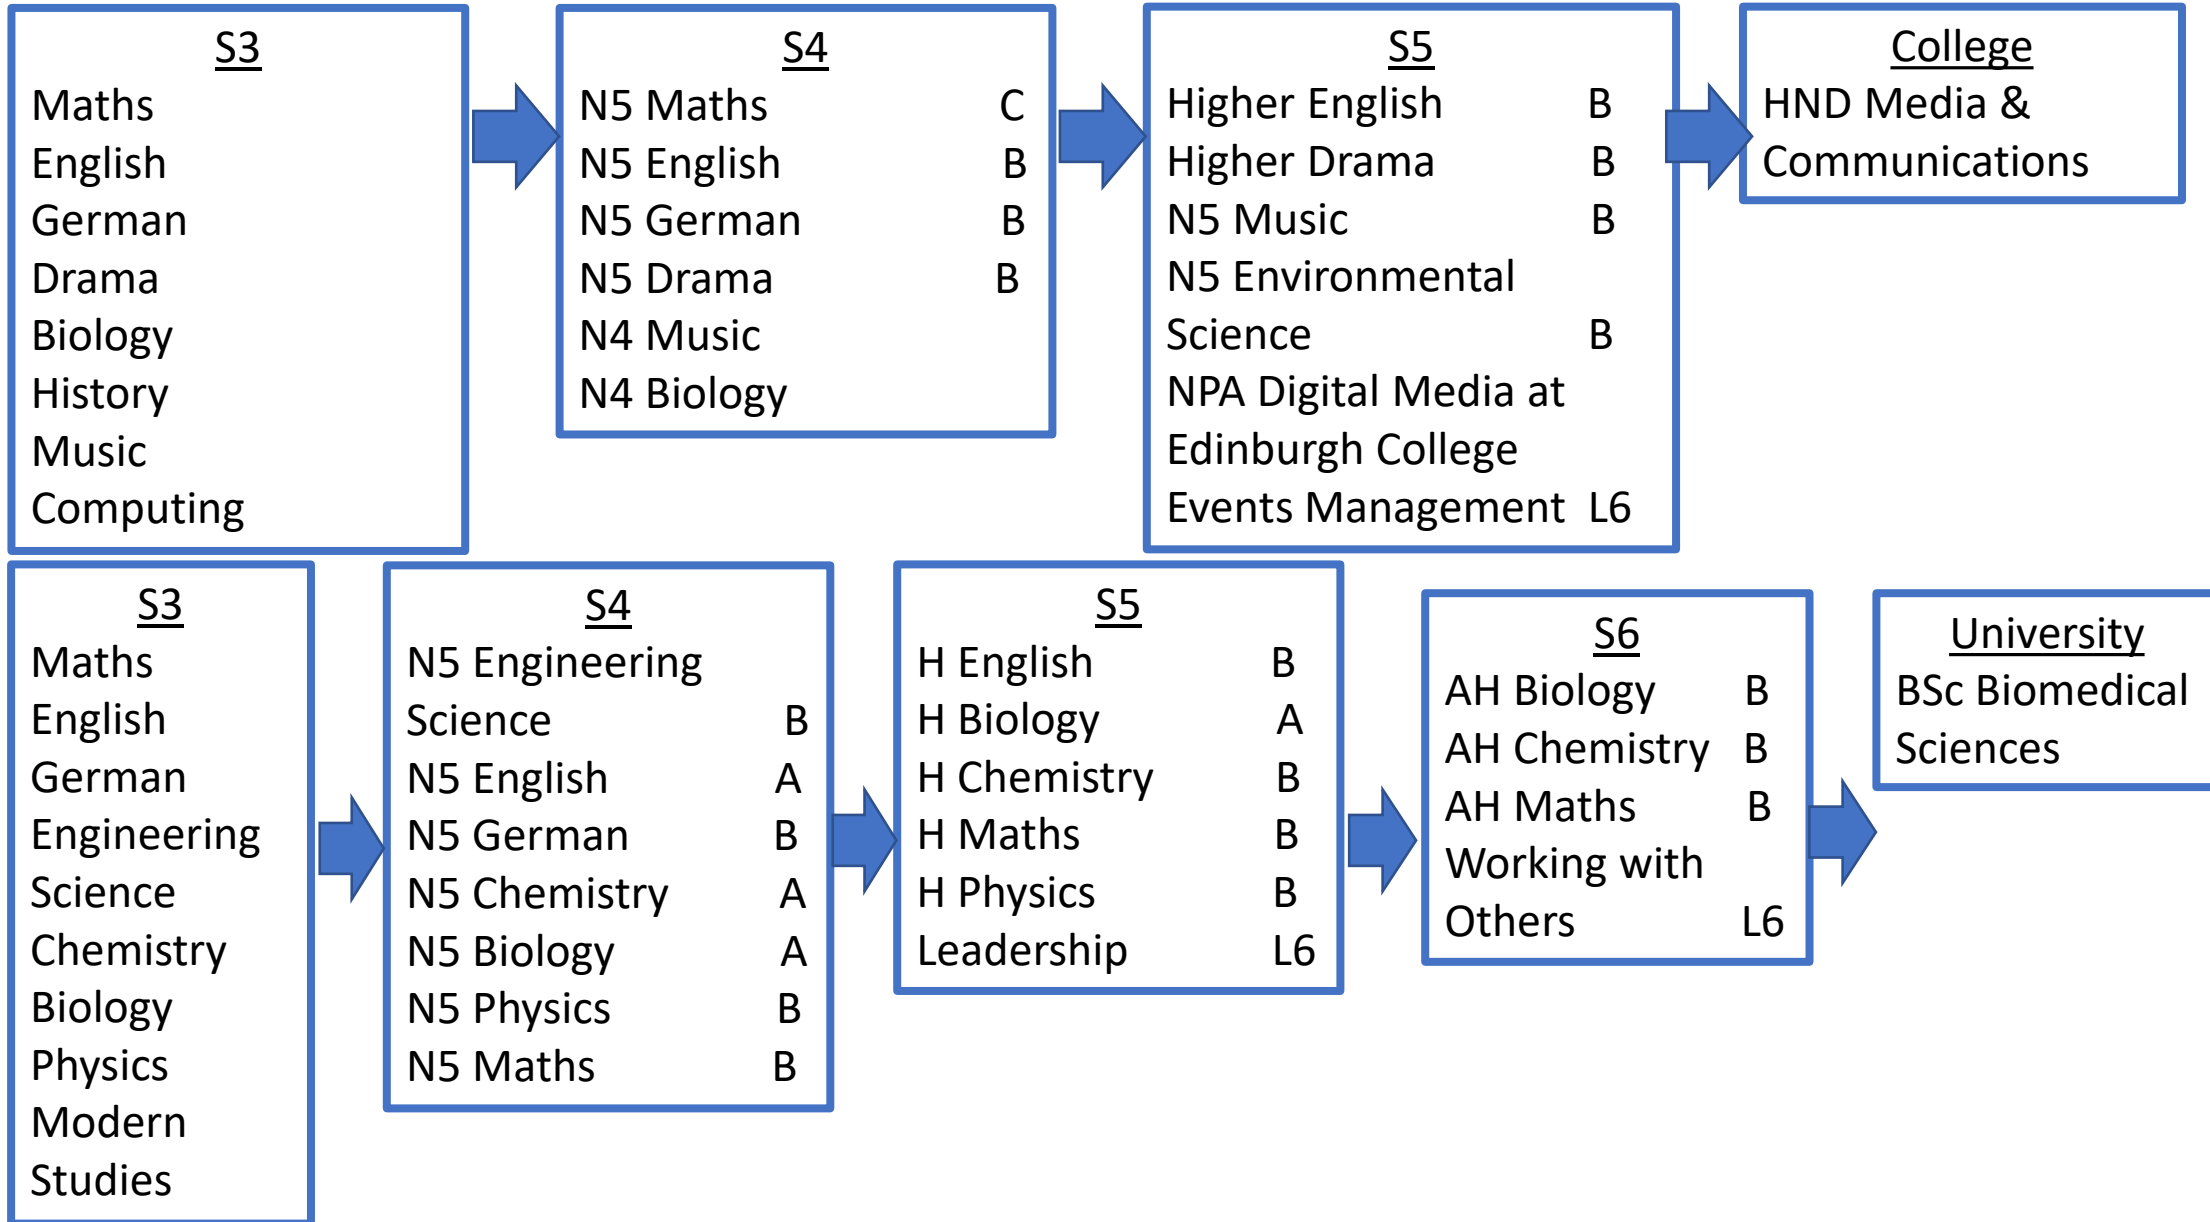 S3
Maths
English
German
Drama
Biology
History
Music
Computing
S4
N5 Maths C
N5 English B
N5 German B
N5 Drama B
N4 Music
N4 Biology
S5
Higher English B
Higher Drama B
N5 Music B
N5 Environmental
Science B
NPA Digital Media at
Edinburgh College
Events Management L6
College
HND Media &
Communications
S3
Maths
English
German
Engineering
Science
Chemistry
Biology
Physics
Modern
Studies
S4
N5 Engineering
Science B
N5 English A
N5 German B
N5 Chemistry A
N5 Biology A
N5 Physics B
N5 Maths B
S5
H English B
H Biology A
H Chemistry B
H Maths B
H Physics B
Leadership L6
S6
AH Biology B
AH Chemistry B
AH Maths B
Working with
Others L6
University
BSc Biomedical
Sciences